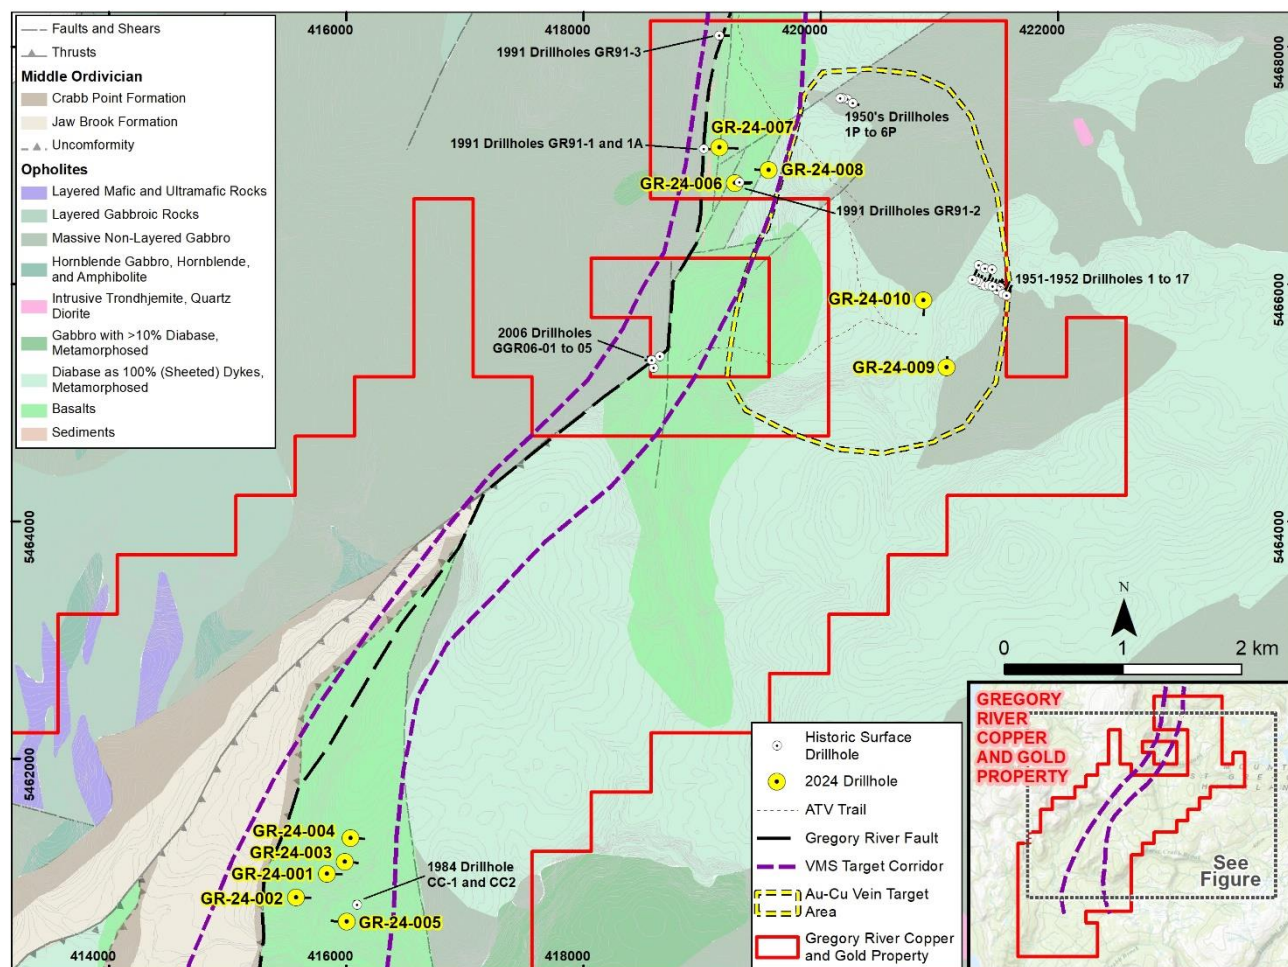 Faults and Shears
Thrusts
Middle Ordivician
Crabb Point Formation
Jaw Brook Formation
Uncomformity
Opholites
Layered Mafic and Ultramafic Rocks
Layered Gabbroic Rocks
Massive Non-Layered Gabbro
Hornblende Gabbro, Hornblende,
and Amphibolite
Intrusive Trondhjemite, Quartz
Diorite
Gabbro with >10% Diabase,
Metamorphosed
Diabase as 100% (Sheeted) Dykes,
Metamorphosed
Basalts
Sediments
416000
418000
420000
422000
5468000
1991 Drillholes GR91-3
1950's Drillholes
1P to 6P
GR-24-007
1991 Drillholes GR91-1 and 1A
GR-24-008
GR-24-006
1991 Drillholes GR91-2
5466000
1951-1952 Drillholes 1 to 17
GR-24-010
2006 Drillholes
GGR06-01 to 05
GR-24-009
5464000
5464000
N
0
1
2 km
5482000
GR-24-004
GR-24-003
GR-24-001
GR-24-002
1984 Drillhole
CC-1 and CC2
GR-24-005
414000
416000
418000
Historic Surface
Drillhole
2024 Drillhole
ATV Trail
Gregory River Fault
VMS Target Corridor
Au-Cu Vein Target
Area
Gregory River Copper
and Gold Property
GREGORY
RIVER
COPPER
AND GOLD
PROPERTY
See
Figure